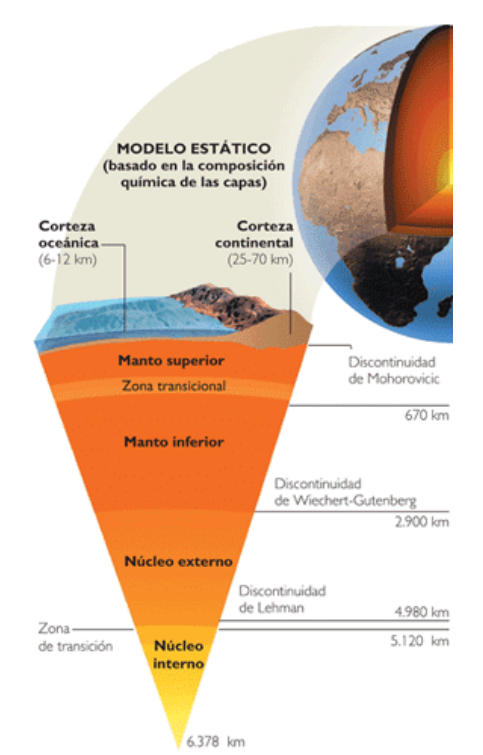 MODELO ESTÁTICO
(basado en la composición
química de las capas)
Corteza
oceánica
(6-12 km)
Corteza
continental
(25-70 km)
Manto superior
Zona transicional
Discontinuidad
de Mohorovicic
670 km
Manto inferior
Discontinuidad
de Wiechert-Gutenberg
2.900 km
Núcleo externo
Discontinuidad
de Lehman
4.980 km
5.120 km
Zona
de transición
Núcleo
interno
6.378 km